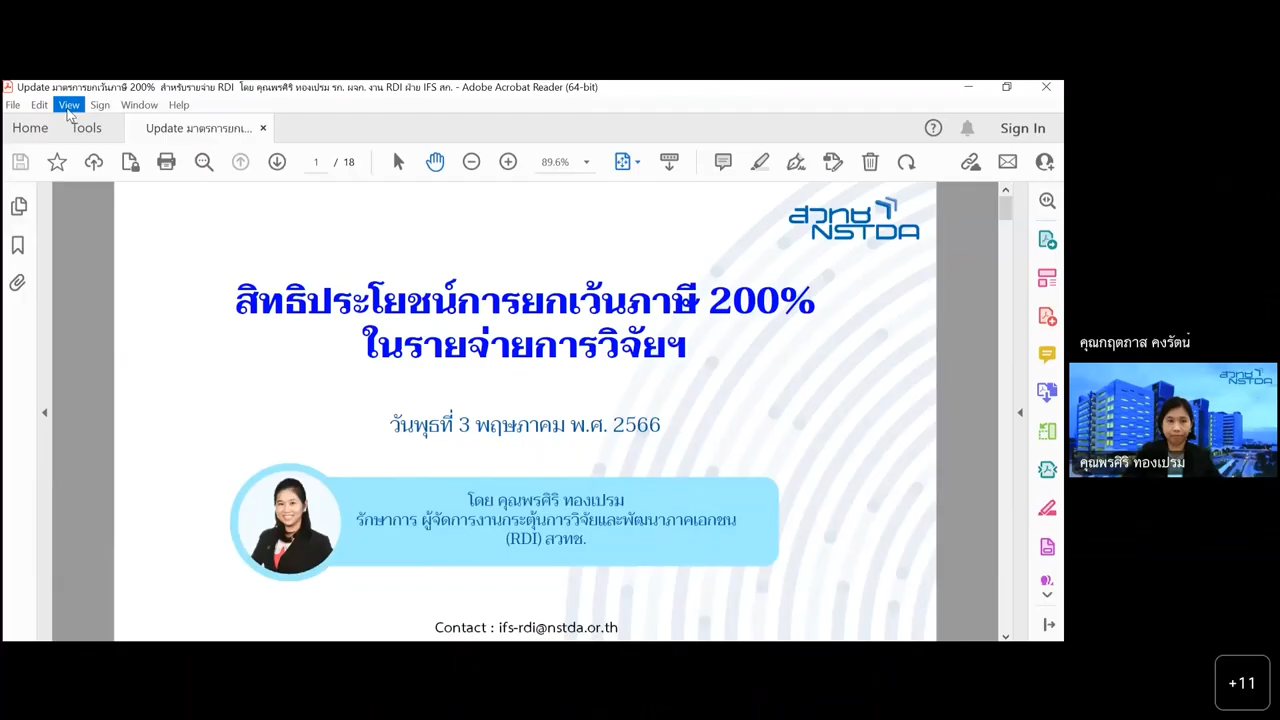 Update มาตรการยกเว้นภาษี 200% สำหรับรายจ่าย RDI โดย คุณพรศิริ ทองเปรม รก. ผจก. งาน RDI ฝ่าย IFS สก. - Adobe Acrobat Reader (64-bit)
File Edit View Sign Window Help
Home Tools Update มาตรการยกเ... × Sign In
1 / 18 89.6%
สวทช
NSTDA
สิทธิประโยชน์การยกเว้นภาษี 200%
ในรายจ่ายการวิจัยฯ
วันพุธที่ 3 พฤษภาคม พ.ศ. 2566
โดย คุณพรศิริ ทองเปรม
รักษาการ ผู้จัดการงานกระตุ้นการวิจัยและพัฒนาภาคเอกชน
(RDI) สวทช.
Contact : ifs-rdi@nstda.or.th
คุณกฤตภาส คงรัตน์
สวทช
NSTDA
คุณพรศิริ ทองเปรม
+11